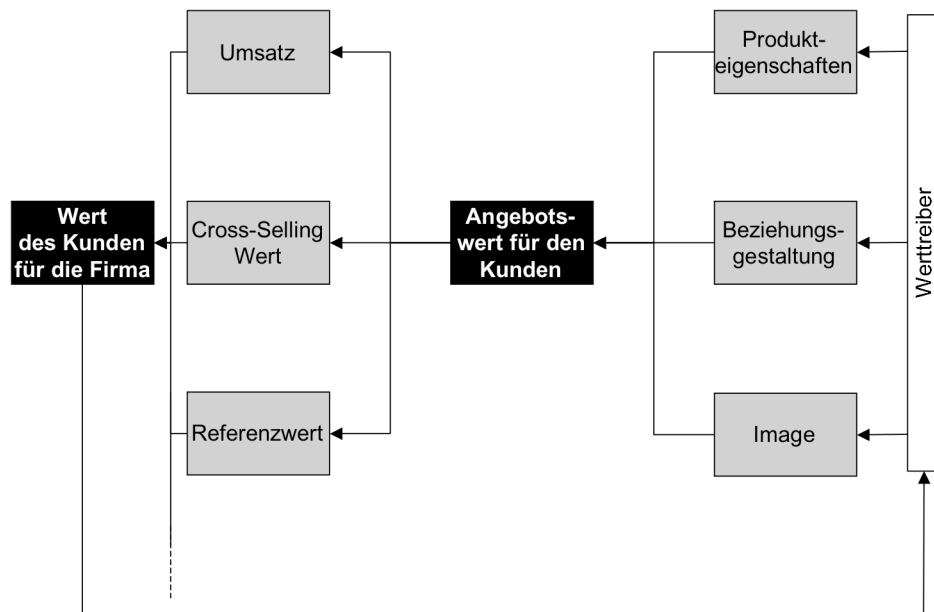 Umsatz
Produkt-
eigenschaften
Wert
des Kunden
für die Firma
Cross-Selling
Wert
Angebots-
wert für den
Kunden
Beziehungs-
gestaltung
Werttreiber
Referenzwert
Image